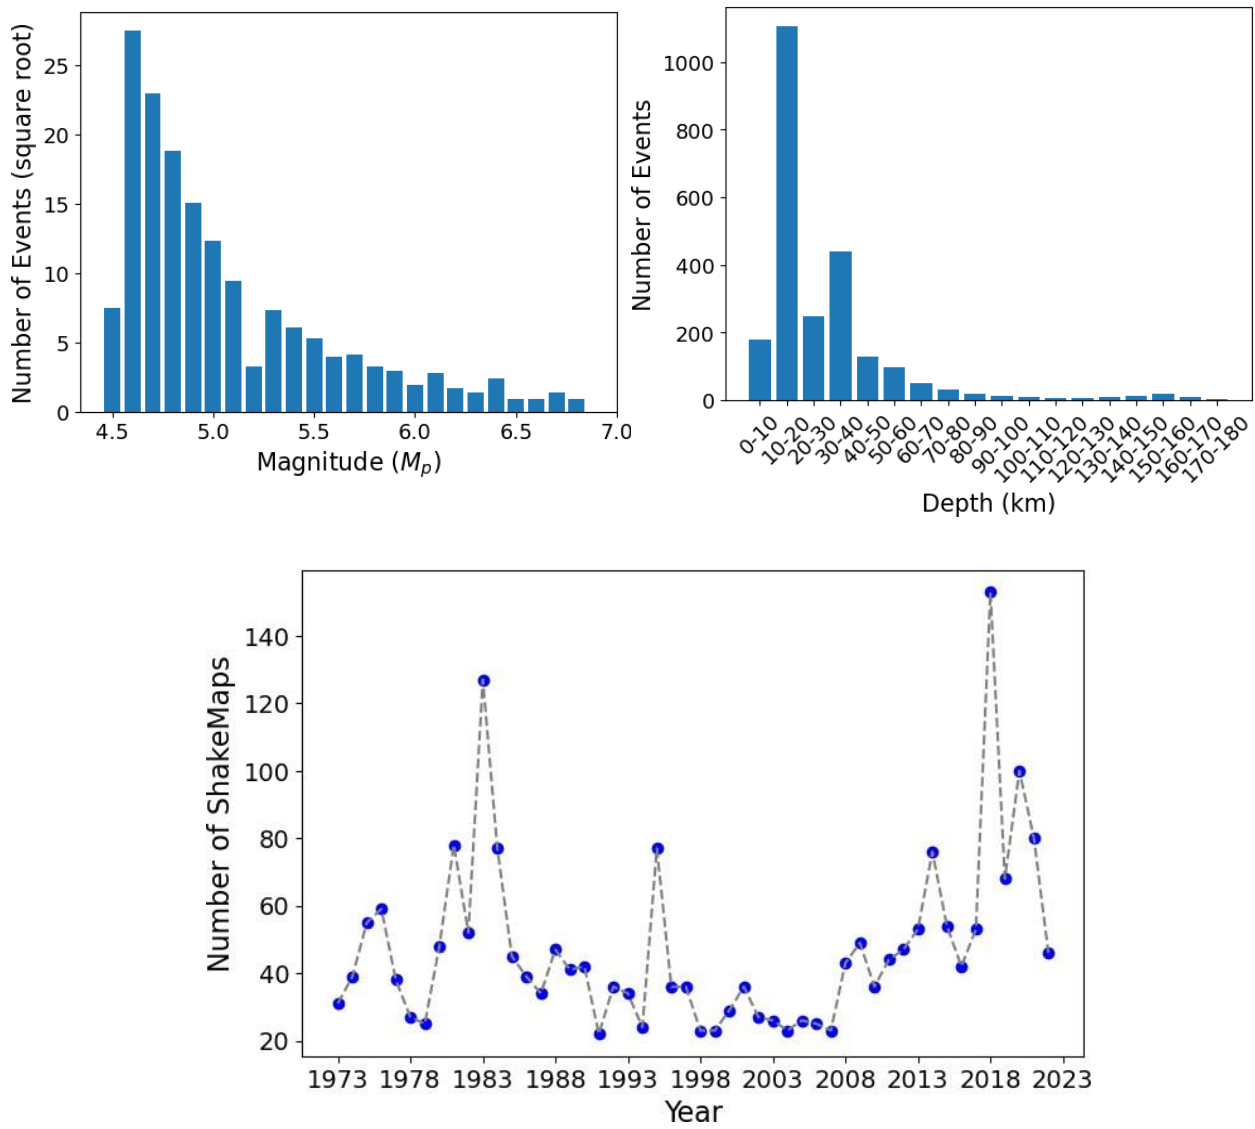 Number of Events (square root)
25
20
15
10
5
0
4.5 5.0 5.5 6.0 6.5 7.0
Magnitude (Mₚ)
Number of Events
1000
800
600
400
200
0
0-10 10-20 20-30 30-40 40-50 50-60 60-70 70-80 80-90 90-100 100-110 110-120 120-130 130-140 140-150 150-160 160-170 170-180
Depth (km)
Number of ShakeMaps
140
120
100
80
60
40
20
1973 1978 1983 1988 1993 1998 2003 2008 2013 2018 2023
Year